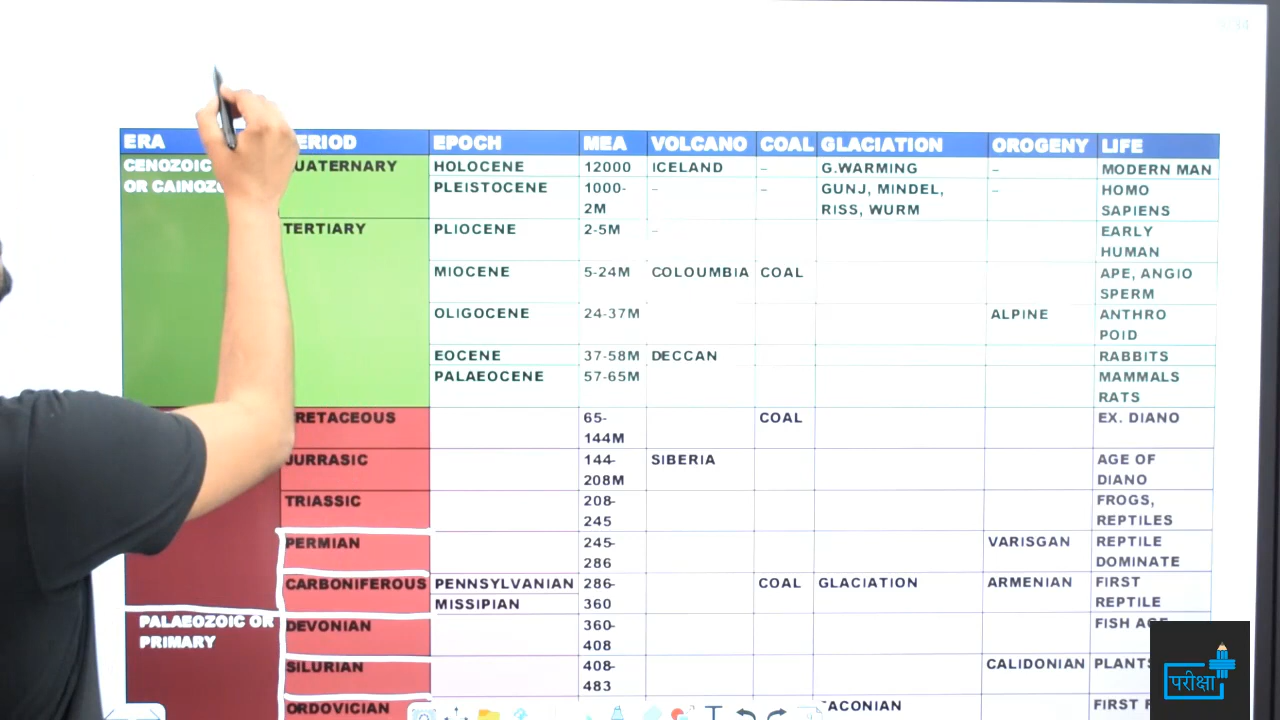 ERA ERIOD EPOCH MEA VOLCANO COAL GLACIATION OROGENY LIFE
CENOZOIC UATERNARY HOLOCENE 12000 ICELAND – G.WARMING – MODERN MAN
OR CAINOZO PLEISTOCENE 1000- – – GUNJ, MINDEL, – HOMO
2M RISS, WURM SAPIENS
TERTIARY PLIOCENE 2-5M – EARLY
HUMAN
MIOCENE 5-24M COLOUMBIA COAL APE, ANGIO
SPERM
OLIGOCENE 24-37M ALPINE ANTHRO
POID
EOCENE 37-58M DECCAN RABBITS
PALAEOCENE 57-65M MAMMALS
RATS
RETACEOUS 65- COAL EX. DIANO
144M
JURRASIC 144- SIBERIA AGE OF
208M DIANO
TRIASSIC 208- FROGS,
245 REPTILES
PERMIAN 245- VARISGAN REPTILE
286 DOMINATE
CARBONIFEROUS PENNSYLVANIAN 286- COAL GLACIATION ARMENIAN FIRST
MISSIPIAN 360 REPTILE
PALAEOZOIC OR DEVONIAN 360- FISH AGE
PRIMARY 408
SILURIAN 408- CALIDONIAN PLANTS
483
ORDOVICIAN ACONIAN FIRST F
परीक्षा